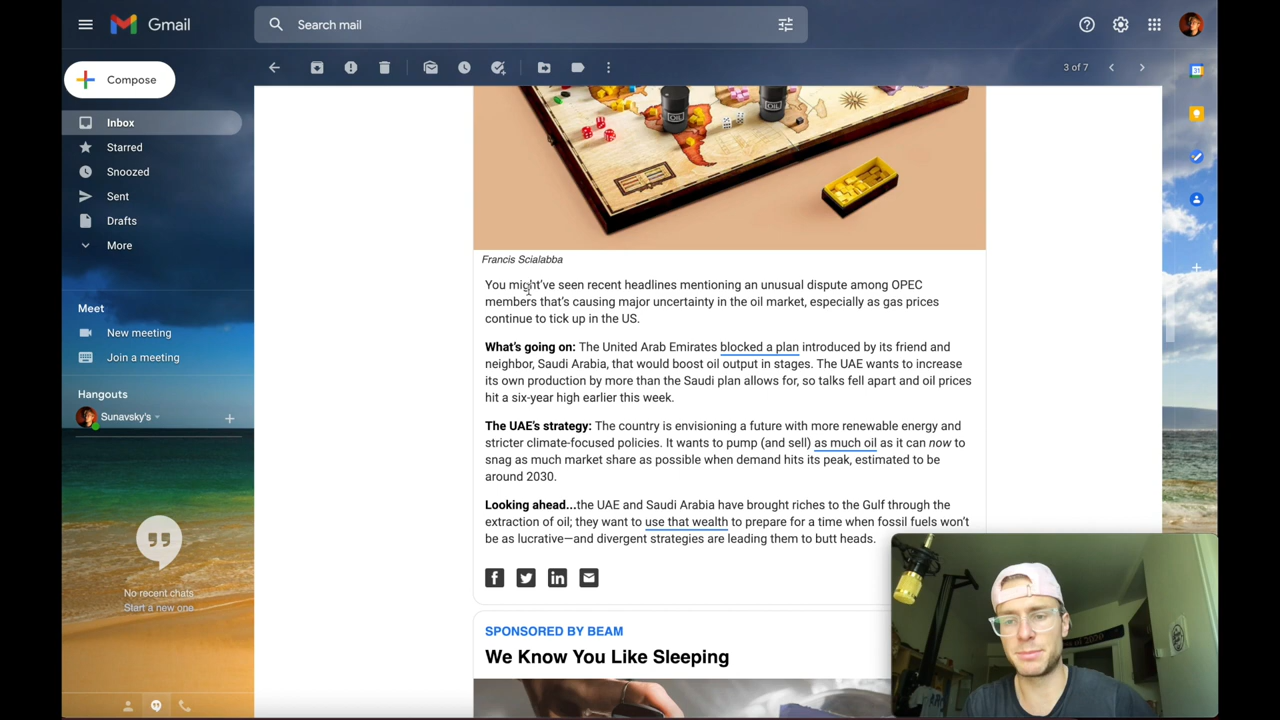 Gmail
Search mail
Compose
3 of 7
Inbox
Starred
Snoozed
Sent
Drafts
More
Meet
New meeting
Join a meeting
Hangouts
Sunavsky's
No recent chats
Start a new one
31
OIL
OIL
Francis Scialabba
You might've seen recent headlines mentioning an unusual dispute among OPEC
members that's causing major uncertainty in the oil market, especially as gas prices
continue to tick up in the US.
What's going on: The United Arab Emirates blocked a plan introduced by its friend and
neighbor, Saudi Arabia, that would boost oil output in stages. The UAE wants to increase
its own production by more than the Saudi plan allows for, so talks fell apart and oil prices
hit a six-year high earlier this week.
The UAE's strategy: The country is envisioning a future with more renewable energy and
stricter climate-focused policies. It wants to pump (and sell) as much oil as it can now to
snag as much market share as possible when demand hits its peak, estimated to be
around 2030.
Looking ahead...the UAE and Saudi Arabia have brought riches to the Gulf through the
extraction of oil; they want to use that wealth to prepare for a time when fossil fuels won't
be as lucrative—and divergent strategies are leading them to butt heads.
SPONSORED BY BEAM
We Know You Like Sleeping